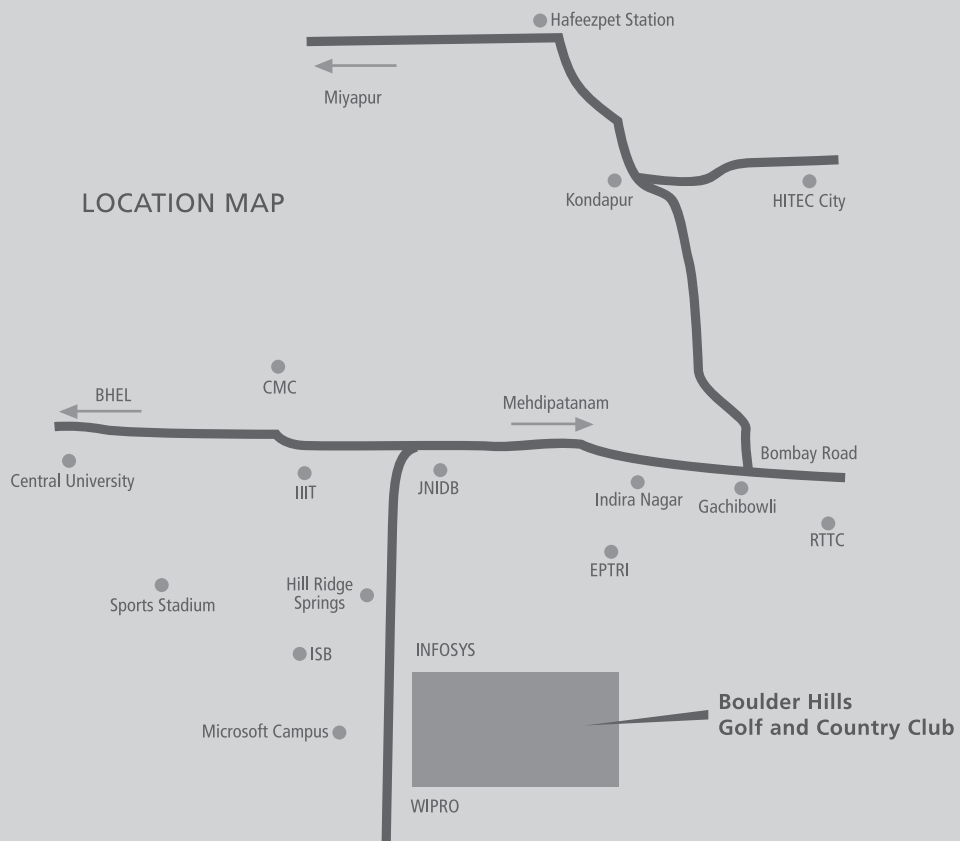 Hafeezpet Station
Miyapur
LOCATION MAP
Kondapur
HITEC City
CMC
BHEL
Mehdipatanam
Bombay Road
Central University
IIIT
JNIDB
Indira Nagar
Gachibowli
RTTC
EPTRI
Hill Ridge
Springs
Sports Stadium
ISB
INFOSYS
Boulder Hills
Golf and Country Club
Microsoft Campus
WIPRO